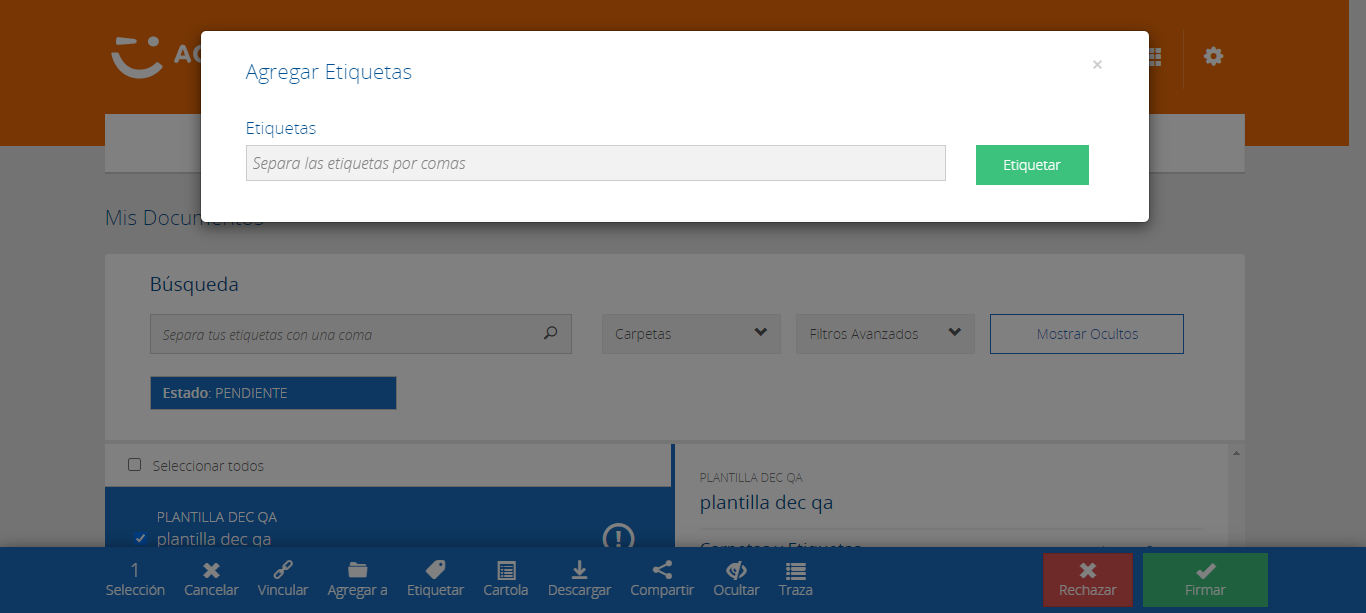 Agregar Etiquetas
×
Etiquetas
Separa las etiquetas por comas
Etiquetar
Mis Documentos
Búsqueda
Separa tus etiquetas con una coma
Carpetas
Filtros Avanzados
Mostrar Ocultos
Estado: PENDIENTE
Seleccionar todos
PLANTILLA DEC QA
plantilla dec qa
PLANTILLA DEC QA
plantilla dec qa
Carpetas y Etiquetas
1
Selección
Cancelar
Vincular
Agregar a
Etiquetar
Cartola
Descargar
Compartir
Ocultar
Traza
Rechazar
Firmar